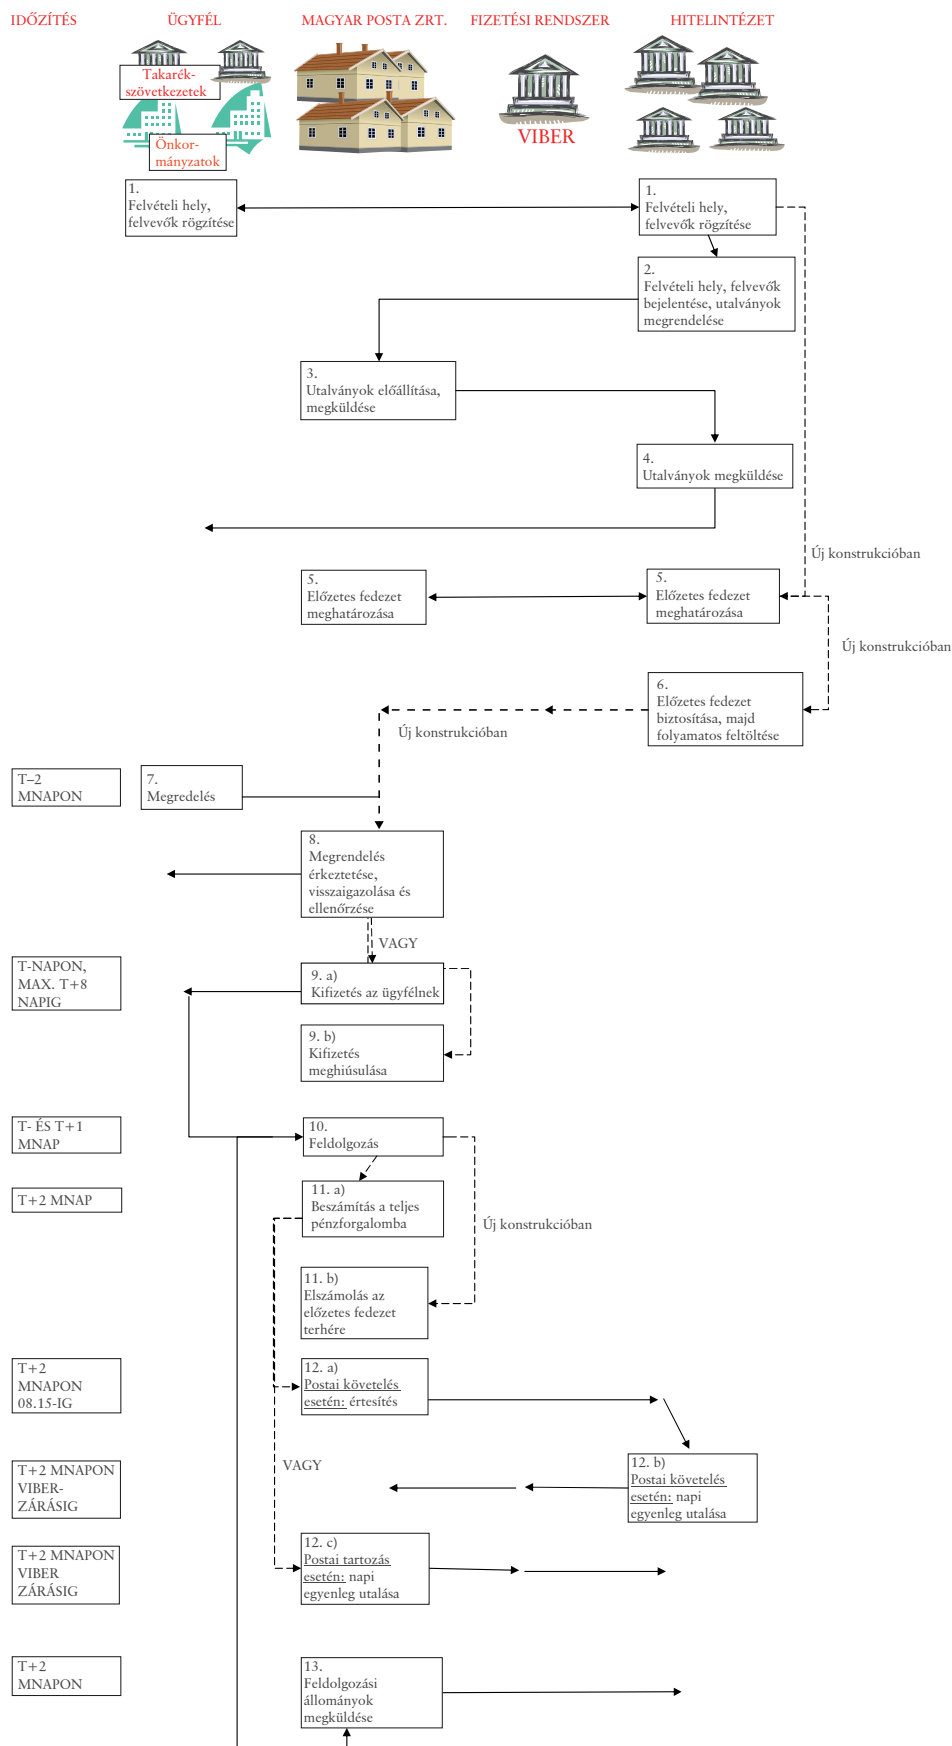 IDŐZÍTÉS
ÜGYFÉL
MAGYAR POSTA ZRT.
FIZETÉSI RENDSZER
HITELINTÉZET
Takarék-
szövetkezetek
Önkor-
mányzatok
VIBER
1.
Felvételi hely,
felvevők rögzítése
1.
Felvételi hely,
felvevők rögzítése
2.
Felvételi hely, felvevők
bejelentése, utalványok
megrendelése
3.
Utalványok előállítása,
megküldése
4.
Utalványok megküldése
Új konstrukcióban
5.
Előzetes fedezet
meghatározása
5.
Előzetes fedezet
meghatározása
Új konstrukcióban
6.
Előzetes fedezet
biztosítása, majd
folyamatos feltöltése
Új konstrukcióban
T–2
MNAPON
7.
Megredelés
8.
Megrendelés
érkeztetése,
visszaigazolása és
ellenőrzése
VAGY
T-NAPON,
MAX. T+8
NAPIG
9. a)
Kifizetés az ügyfélnek
9. b)
Kifizetés
meghiúsulása
T- ÉS T+1
MNAP
10.
Feldolgozás
T+2 MNAP
11. a)
Beszámítás a teljes
pénzforgalomba
Új konstrukcióban
11. b)
Elszámolás az
előzetes fedezet
terhére
T+2
MNAPON
08.15-IG
12. a)
Postai követelés
esetén: értesítés
VAGY
T+2 MNAPON
VIBER-
ZÁRÁSIG
12. b)
Postai követelés
esetén: napi
egyenleg utalása
T+2 MNAPON
VIBER
ZÁRÁSIG
12. c)
Postai tartozás
esetén: napi
egyenleg utalása
T+2
MNAPON
13.
Feldolgozási
állományok
megküldése